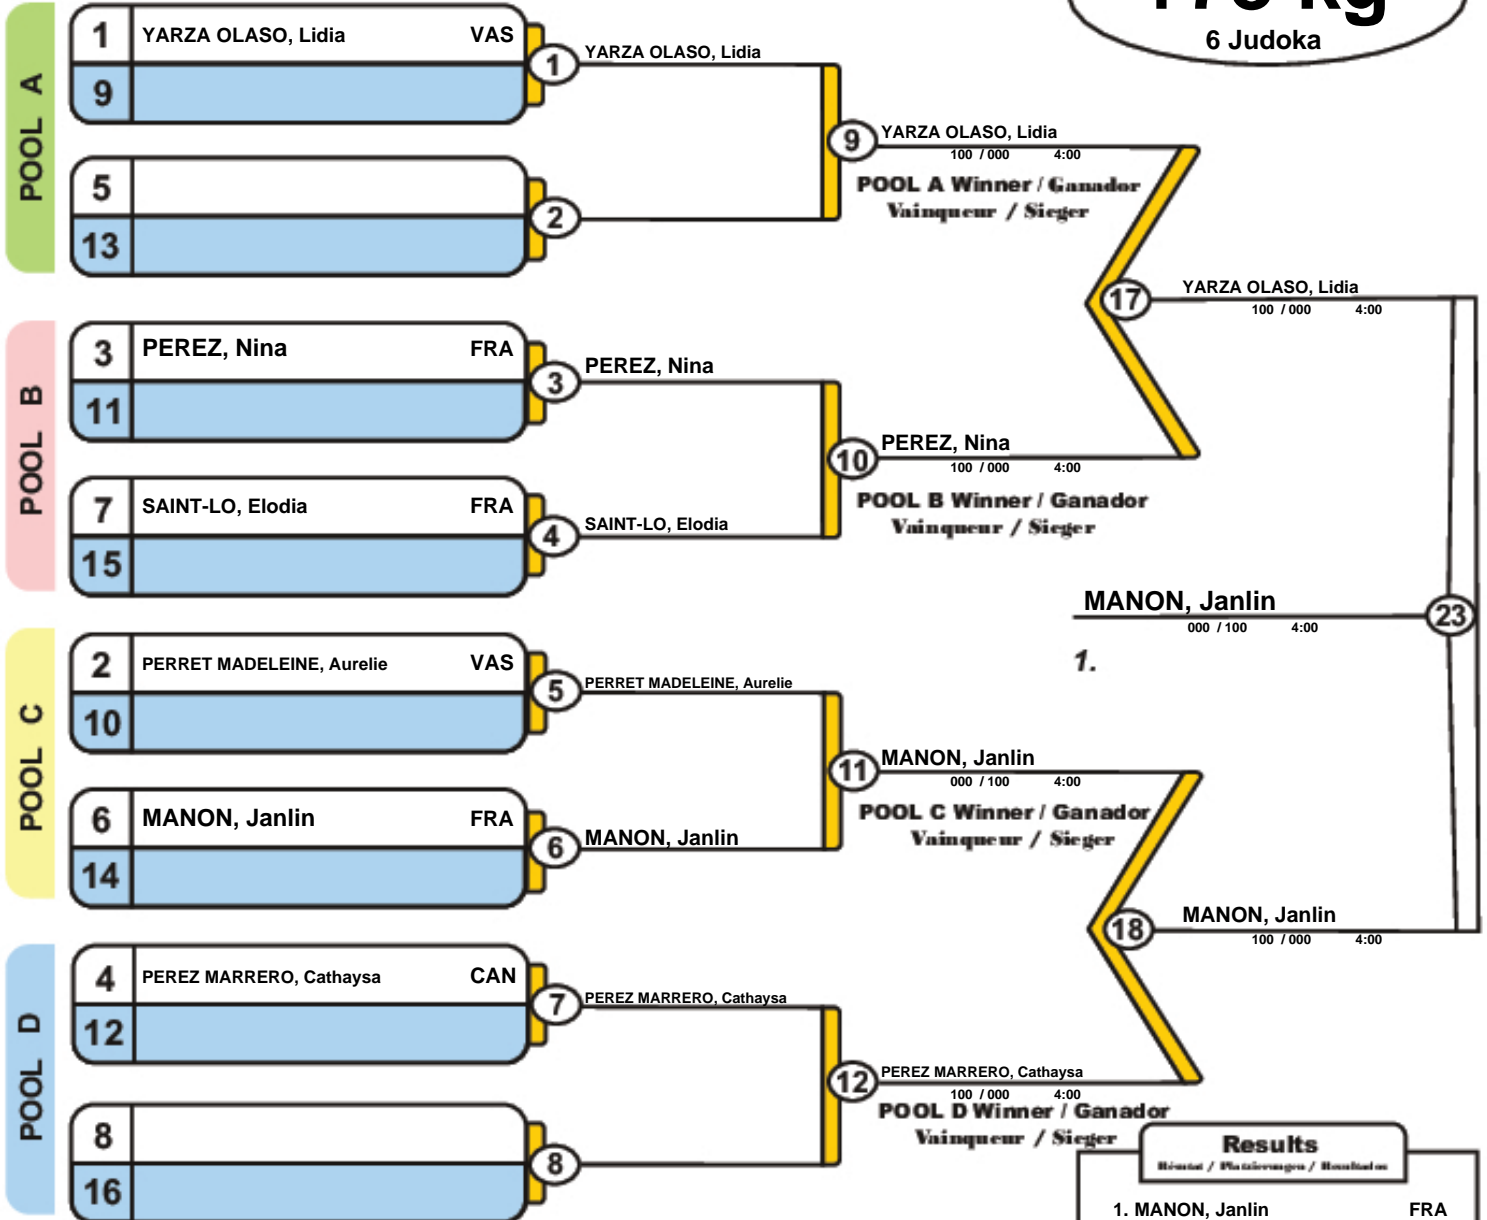 6 Judoka
POOL A
1 YARZA OLASO, Lidia VAS
9
1 YARZA OLASO, Lidia
5
13
2
9 YARZA OLASO, Lidia
100 / 000 4:00
POOL A Winner / Ganador
Vainqueur / Sieger
17 YARZA OLASO, Lidia
100 / 000 4:00
POOL B
3 PEREZ, Nina FRA
11
3 PEREZ, Nina
7 SAINT-LO, Elodia FRA
15
4 SAINT-LO, Elodia
10 PEREZ, Nina
100 / 000 4:00
POOL B Winner / Ganador
Vainqueur / Sieger
MANON, Janlin 23
000 / 100 4:00
1.
POOL C
2 PERRET MADELEINE, Aurelie VAS
10
5 PERRET MADELEINE, Aurelie
6 MANON, Janlin FRA
14
6 MANON, Janlin
11 MANON, Janlin
000 / 100 4:00
POOL C Winner / Ganador
Vainqueur / Sieger
18 MANON, Janlin
100 / 000 4:00
POOL D
4 PEREZ MARRERO, Cathaysa CAN
12
7 PEREZ MARRERO, Cathaysa
8
16
8
12 PEREZ MARRERO, Cathaysa
100 / 000 4:00
POOL D Winner / Ganador
Vainqueur / Sieger
Results
1. MANON, Janlin FRA